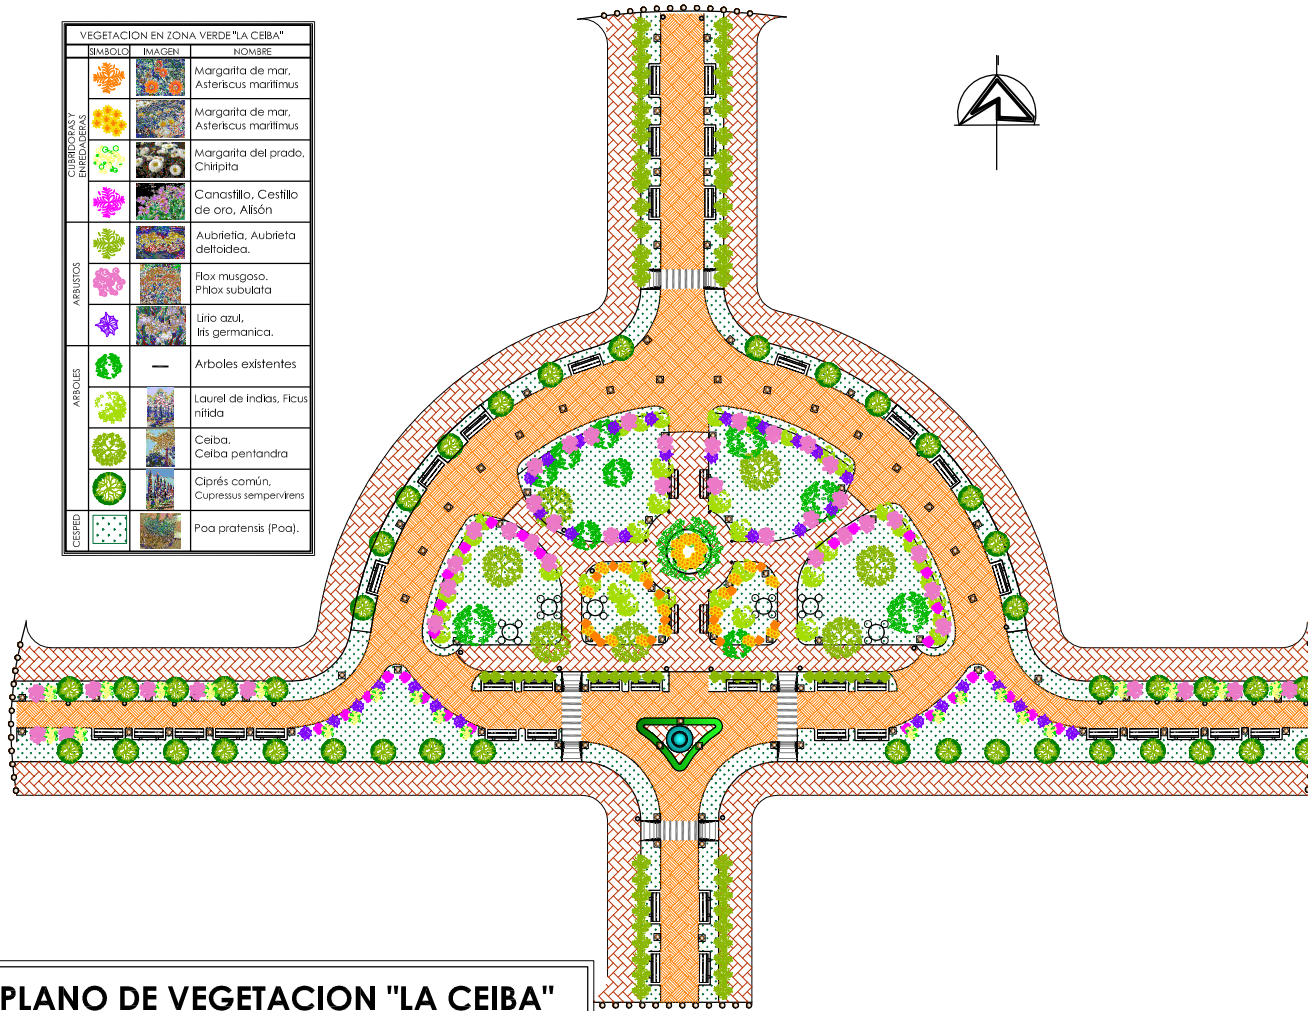 VEGETACION EN ZONA VERDE "LA CEIBA"
SIMBOLO IMAGEN NOMBRE
CUBRIDORAS Y
ENREDADERAS
Margarita de mar,
Asteriscus maritimus
Margarita de mar,
Asteriscus maritimus
Margarita del prado,
Chiripita
Canastillo, Cestillo
de oro, Alisón
ARBUSTOS
Aubrietia, Aubrieta
deltoidea.
Flox musgoso.
Phlox subulata
Lirio azul,
Iris germanica.
ARBOLES
Arboles existentes
Laurel de indias, Ficus
nitida
Ceiba.
Ceiba pentandra
Ciprés común,
Cupressus sempervirens
CESPED
Poa pratensis (Poa).
PLANO DE VEGETACION "LA CEIBA"